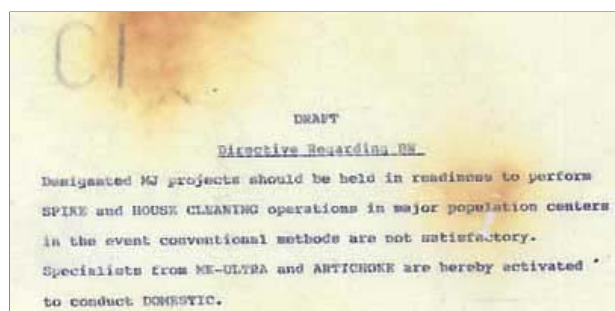 CI
DRAFT
Directive Regarding BW
Designated MJ projects should be held in readiness to perform
SPIKE and HOUSE CLEANING operations in major population centers
in the event conventional methods are not satisfactory.
Specialists from MK-ULTRA and ARTICHOKE are hereby activated
to conduct DOMESTIC.